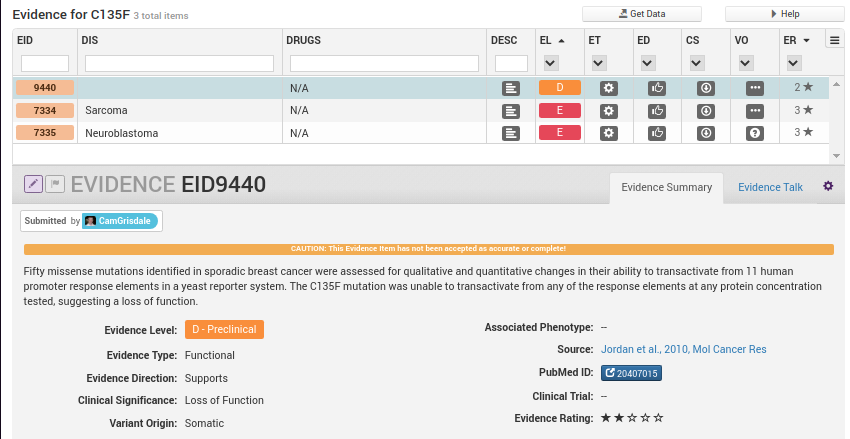 Evidence for C135F 3 total items
Get Data
Help
EID DIS DRUGS DESC EL ET ED CS VO ER
9440 N/A D 2
7334 Sarcoma N/A E 3
7335 Neuroblastoma N/A E 3
EVIDENCE EID9440
Evidence Summary
Evidence Talk
Submitted by CamGrisdale
CAUTION: This Evidence Item has not been accepted as accurate or complete!
Fifty missense mutations identified in sporadic breast cancer were assessed for qualitative and quantitative changes in their ability to transactivate from 11 human
promoter response elements in a yeast reporter system. The C135F mutation was unable to transactivate from any of the response elements at any protein concentration
tested, suggesting a loss of function.
Evidence Level: D - Preclinical
Evidence Type: Functional
Evidence Direction: Supports
Clinical Significance: Loss of Function
Variant Origin: Somatic
Associated Phenotype: --
Source: Jordan et al., 2010, Mol Cancer Res
PubMed ID: 20407015
Clinical Trial: --
Evidence Rating: ★★☆☆☆